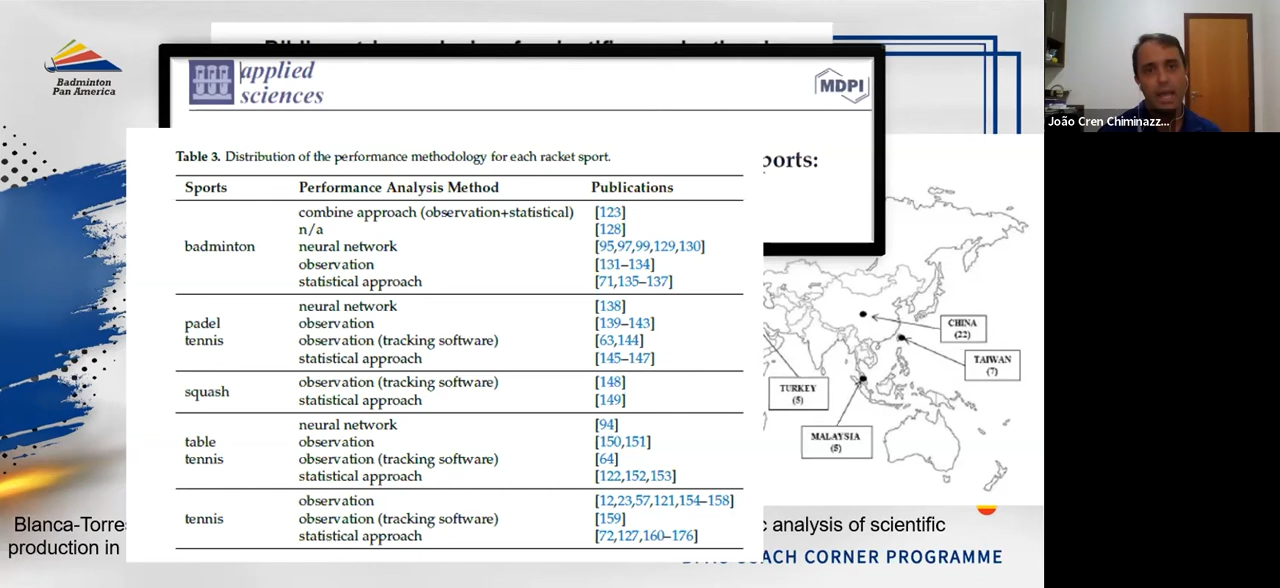 Badminton
Pan America
applied
sciences
MDPI
ports:
João Cren Chiminazz...
Table 3. Distribution of the performance methodology for each racket sport.
Sports Performance Analysis Method Publications
combine approach (observation+statistical) [123]
n/a [128]
badminton neural network [95,97,99,129,130]
observation [131–134]
statistical approach [71,135–137]
neural network [138]
padel observation [139–143]
tennis observation (tracking software) [63,144]
statistical approach [145–147]
squash observation (tracking software) [148]
statistical approach [149]
neural network [94]
table observation [150,151]
tennis observation (tracking software) [64]
statistical approach [122,152,153]
observation [12,23,57,121,154–158]
tennis observation (tracking software) [159]
statistical approach [72,127,160–176]
CHINA
(22)
TAIWAN
(7)
TURKEY
(5)
MALAYSIA
(5)
Blanca-Torre c analysis of scientific
production in
COACH CORNER PROGRAMME